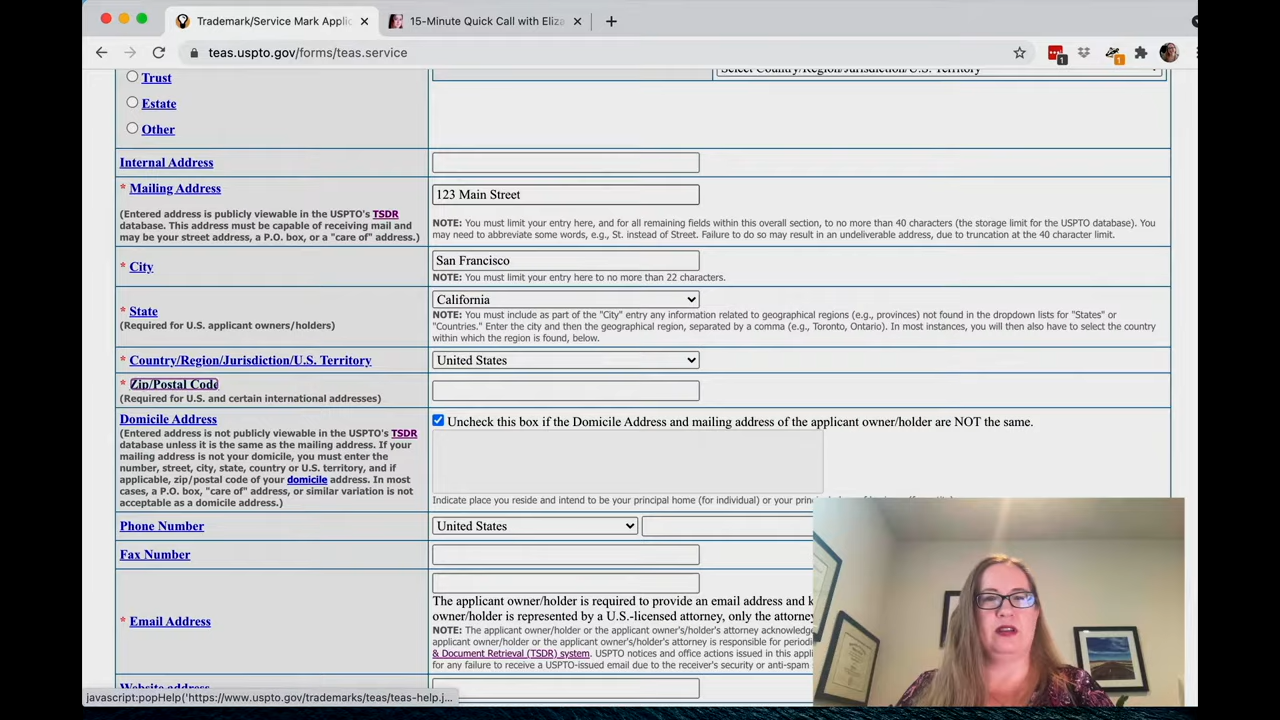 Trademark/Service Mark Applic
15-Minute Quick Call with Eliza
teas.uspto.gov/forms/teas.service
1
1
Trust
Select Country/Region/Jurisdiction/U.S. Territory
Estate
Other
Internal Address
* Mailing Address
123 Main Street
(Entered address is publicly viewable in the USPTO's TSDR
database. This address must be capable of receiving mail and
may be your street address, a P.O. box, or a "care of" address.)
NOTE: You must limit your entry here, and for all remaining fields within this overall section, to no more than 40 characters (the storage limit for the USPTO database). You
may need to abbreviate some words, e.g., St. instead of Street. Failure to do so may result in an undeliverable address, due to truncation at the 40 character limit.
* City
San Francisco
NOTE: You must limit your entry here to no more than 22 characters.
* State
(Required for U.S. applicant owners/holders)
California
NOTE: You must include as part of the "City" entry any information related to geographical regions (e.g., provinces) not found in the dropdown lists for "States" or
"Countries." Enter the city and then the geographical region, separated by a comma (e.g., Toronto, Ontario). In most instances, you will then also have to select the country
within which the region is found, below.
* Country/Region/Jurisdiction/U.S. Territory
United States
* Zip/Postal Code
(Required for U.S. and certain international addresses)
Domicile Address
(Entered address is not publicly viewable in the USPTO's TSDR
database unless it is the same as the mailing address. If your
mailing address is not your domicile, you must enter the
number, street, city, state, country or U.S. territory, and if
applicable, zip/postal code of your domicile address. In most
cases, a P.O. box, "care of" address, or similar variation is not
acceptable as a domicile address.)
Uncheck this box if the Domicile Address and mailing address of the applicant owner/holder are NOT the same.
Indicate place you reside and intend to be your principal home (for individual) or your
Phone Number
United States
Fax Number
* Email Address
The applicant owner/holder is required to provide an email address and k
owner/holder is represented by a U.S.-licensed attorney, only the attorney
NOTE: The applicant owner/holder or the applicant owner's/holder's attorney acknowledg
applicant owner/holder or the applicant owner's/holder's attorney is responsible for periodi
& Document Retrieval (TSDR) system. USPTO notices and office actions issued in this appli
for any failure to receive a USPTO-issued email due to the receiver's security or anti-spam
Website address
javascript:popHelp('https://www.uspto.gov/trademarks/teas/teas-help.j...